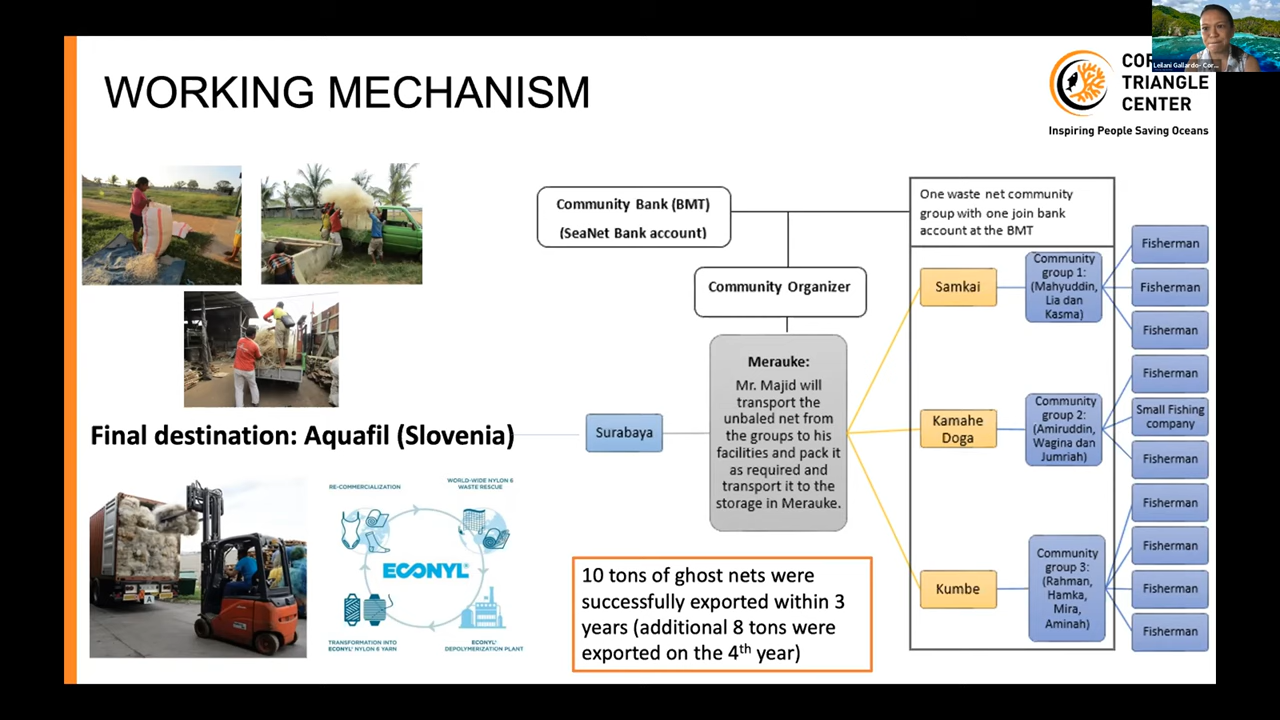 WORKING MECHANISM
Leilani Gallardo- Cor...
TRIANGLE
CENTER
Inspiring People Saving Oceans
Community Bank (BMT)
(SeaNet Bank account)
One waste net community
group with one join bank
account at the BMT
Community Organizer
Merauke:
Mr. Majid will
transport the
unbaled net from
the groups to his
facilities and pack it
as required and
transport it to the
storage in Merauke.
Surabaya
Samkai
Community
group 1:
(Mahyuddin,
Lia dan
Kasma)
Fisherman
Fisherman
Fisherman
Kamahe
Doga
Community
group 2:
(Amiruddin,
Wagina dan
Jumriah)
Fisherman
Small Fishing
company
Fisherman
Kumbe
Community
group 3:
(Rahman,
Hamka,
Mira,
Aminah)
Fisherman
Fisherman
Fisherman
Fisherman
Final destination: Aquafil (Slovenia)
RE-COMMERCIALIZATION
WORLD-WIDE NYLON 6
WASTE RESCUE
ECONYL®
TRANSFORMATION INTO
ECONYL® NYLON 6 YARN
ECONYL®
DEPOLYMERIZATION PLANT
A
10 tons of ghost nets were
successfully exported within 3
years (additional 8 tons were
exported on the 4th year)